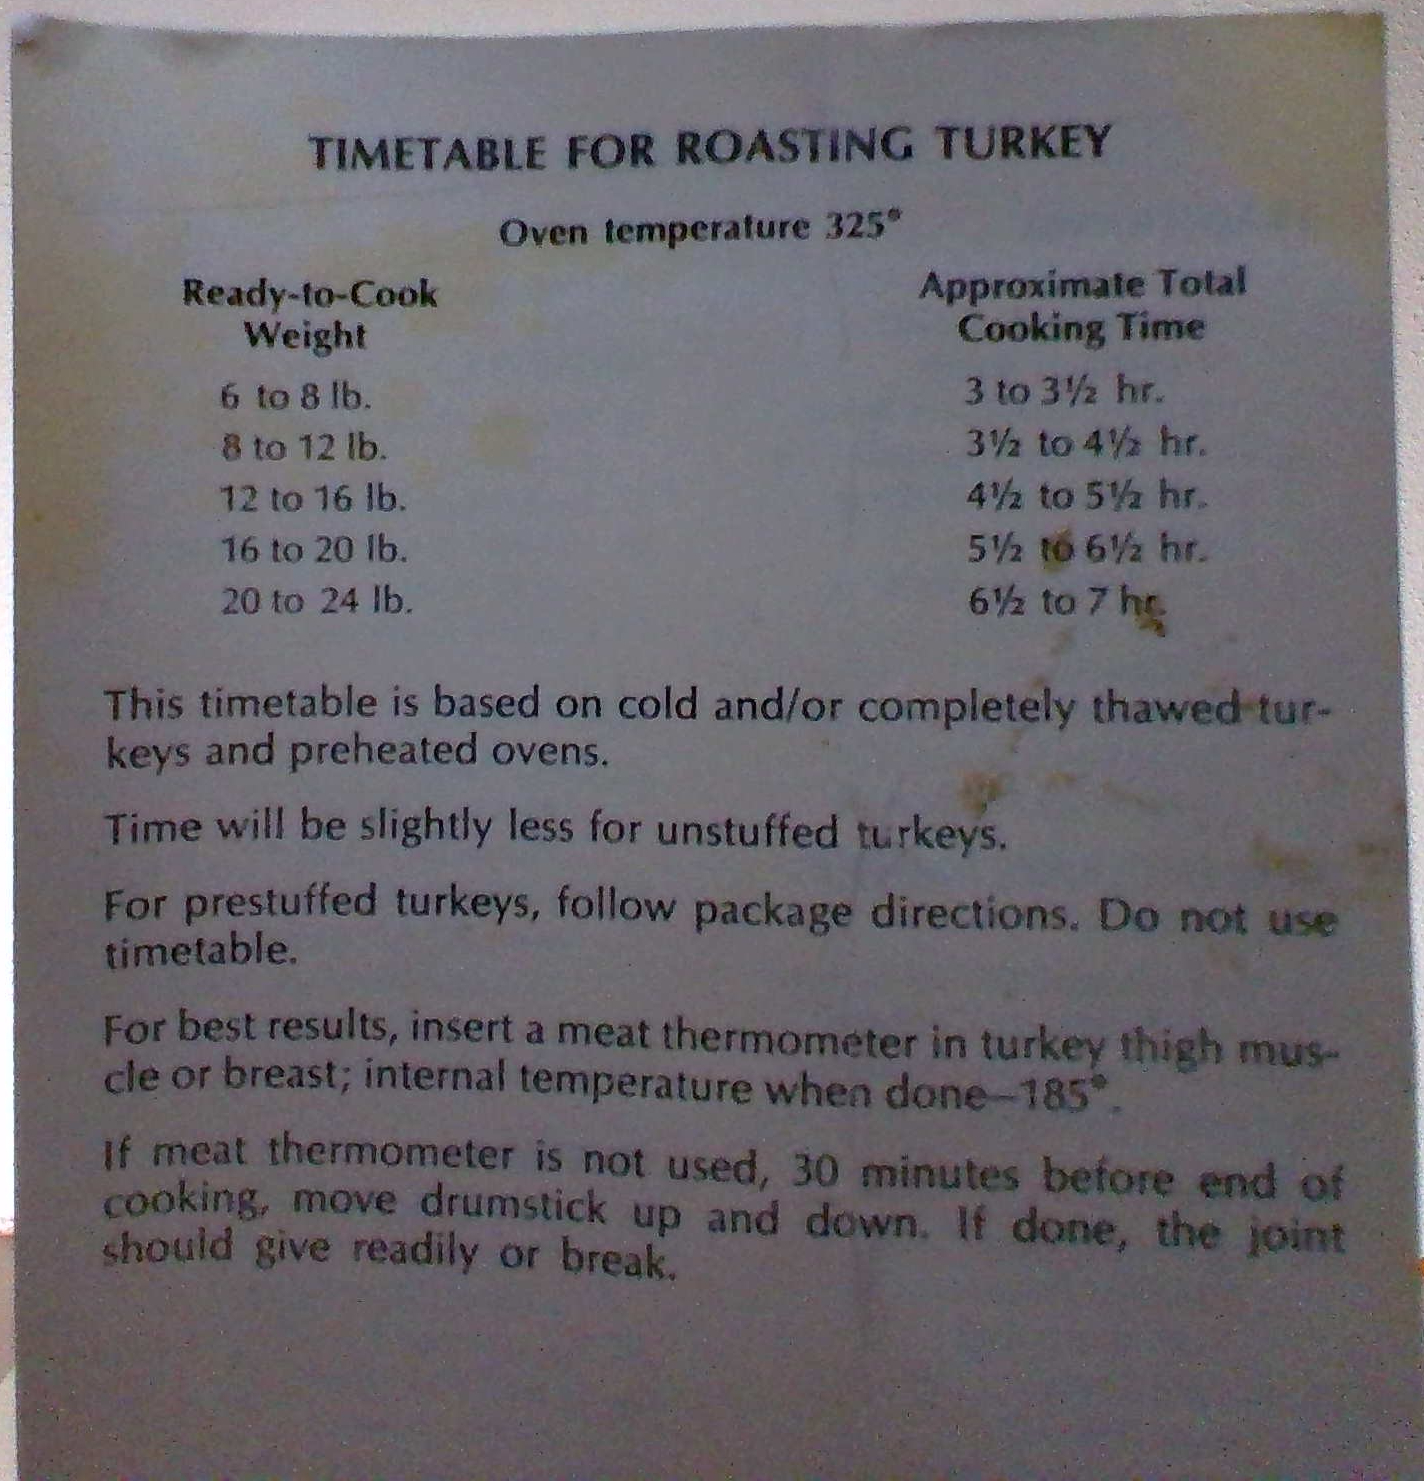 TIMETABLE FOR ROASTING TURKEY
Oven temperature 325°
Ready-to-Cook Weight
Approximate Total Cooking Time
6 to 8 lb. 3 to 3½ hr.
8 to 12 lb. 3½ to 4½ hr.
12 to 16 lb. 4½ to 5½ hr.
16 to 20 lb. 5½ to 6½ hr.
20 to 24 lb. 6½ to 7 hr.
This timetable is based on cold and/or completely thawed tur-
keys and preheated ovens.
Time will be slightly less for unstuffed turkeys.
For prestuffed turkeys, follow package directions. Do not use
timetable.
For best results, insert a meat thermometer in turkey thigh mus-
cle or breast; internal temperature when done—185°.
If meat thermometer is not used, 30 minutes before end of
cooking, move drumstick up and down. If done, the joint
should give readily or break.